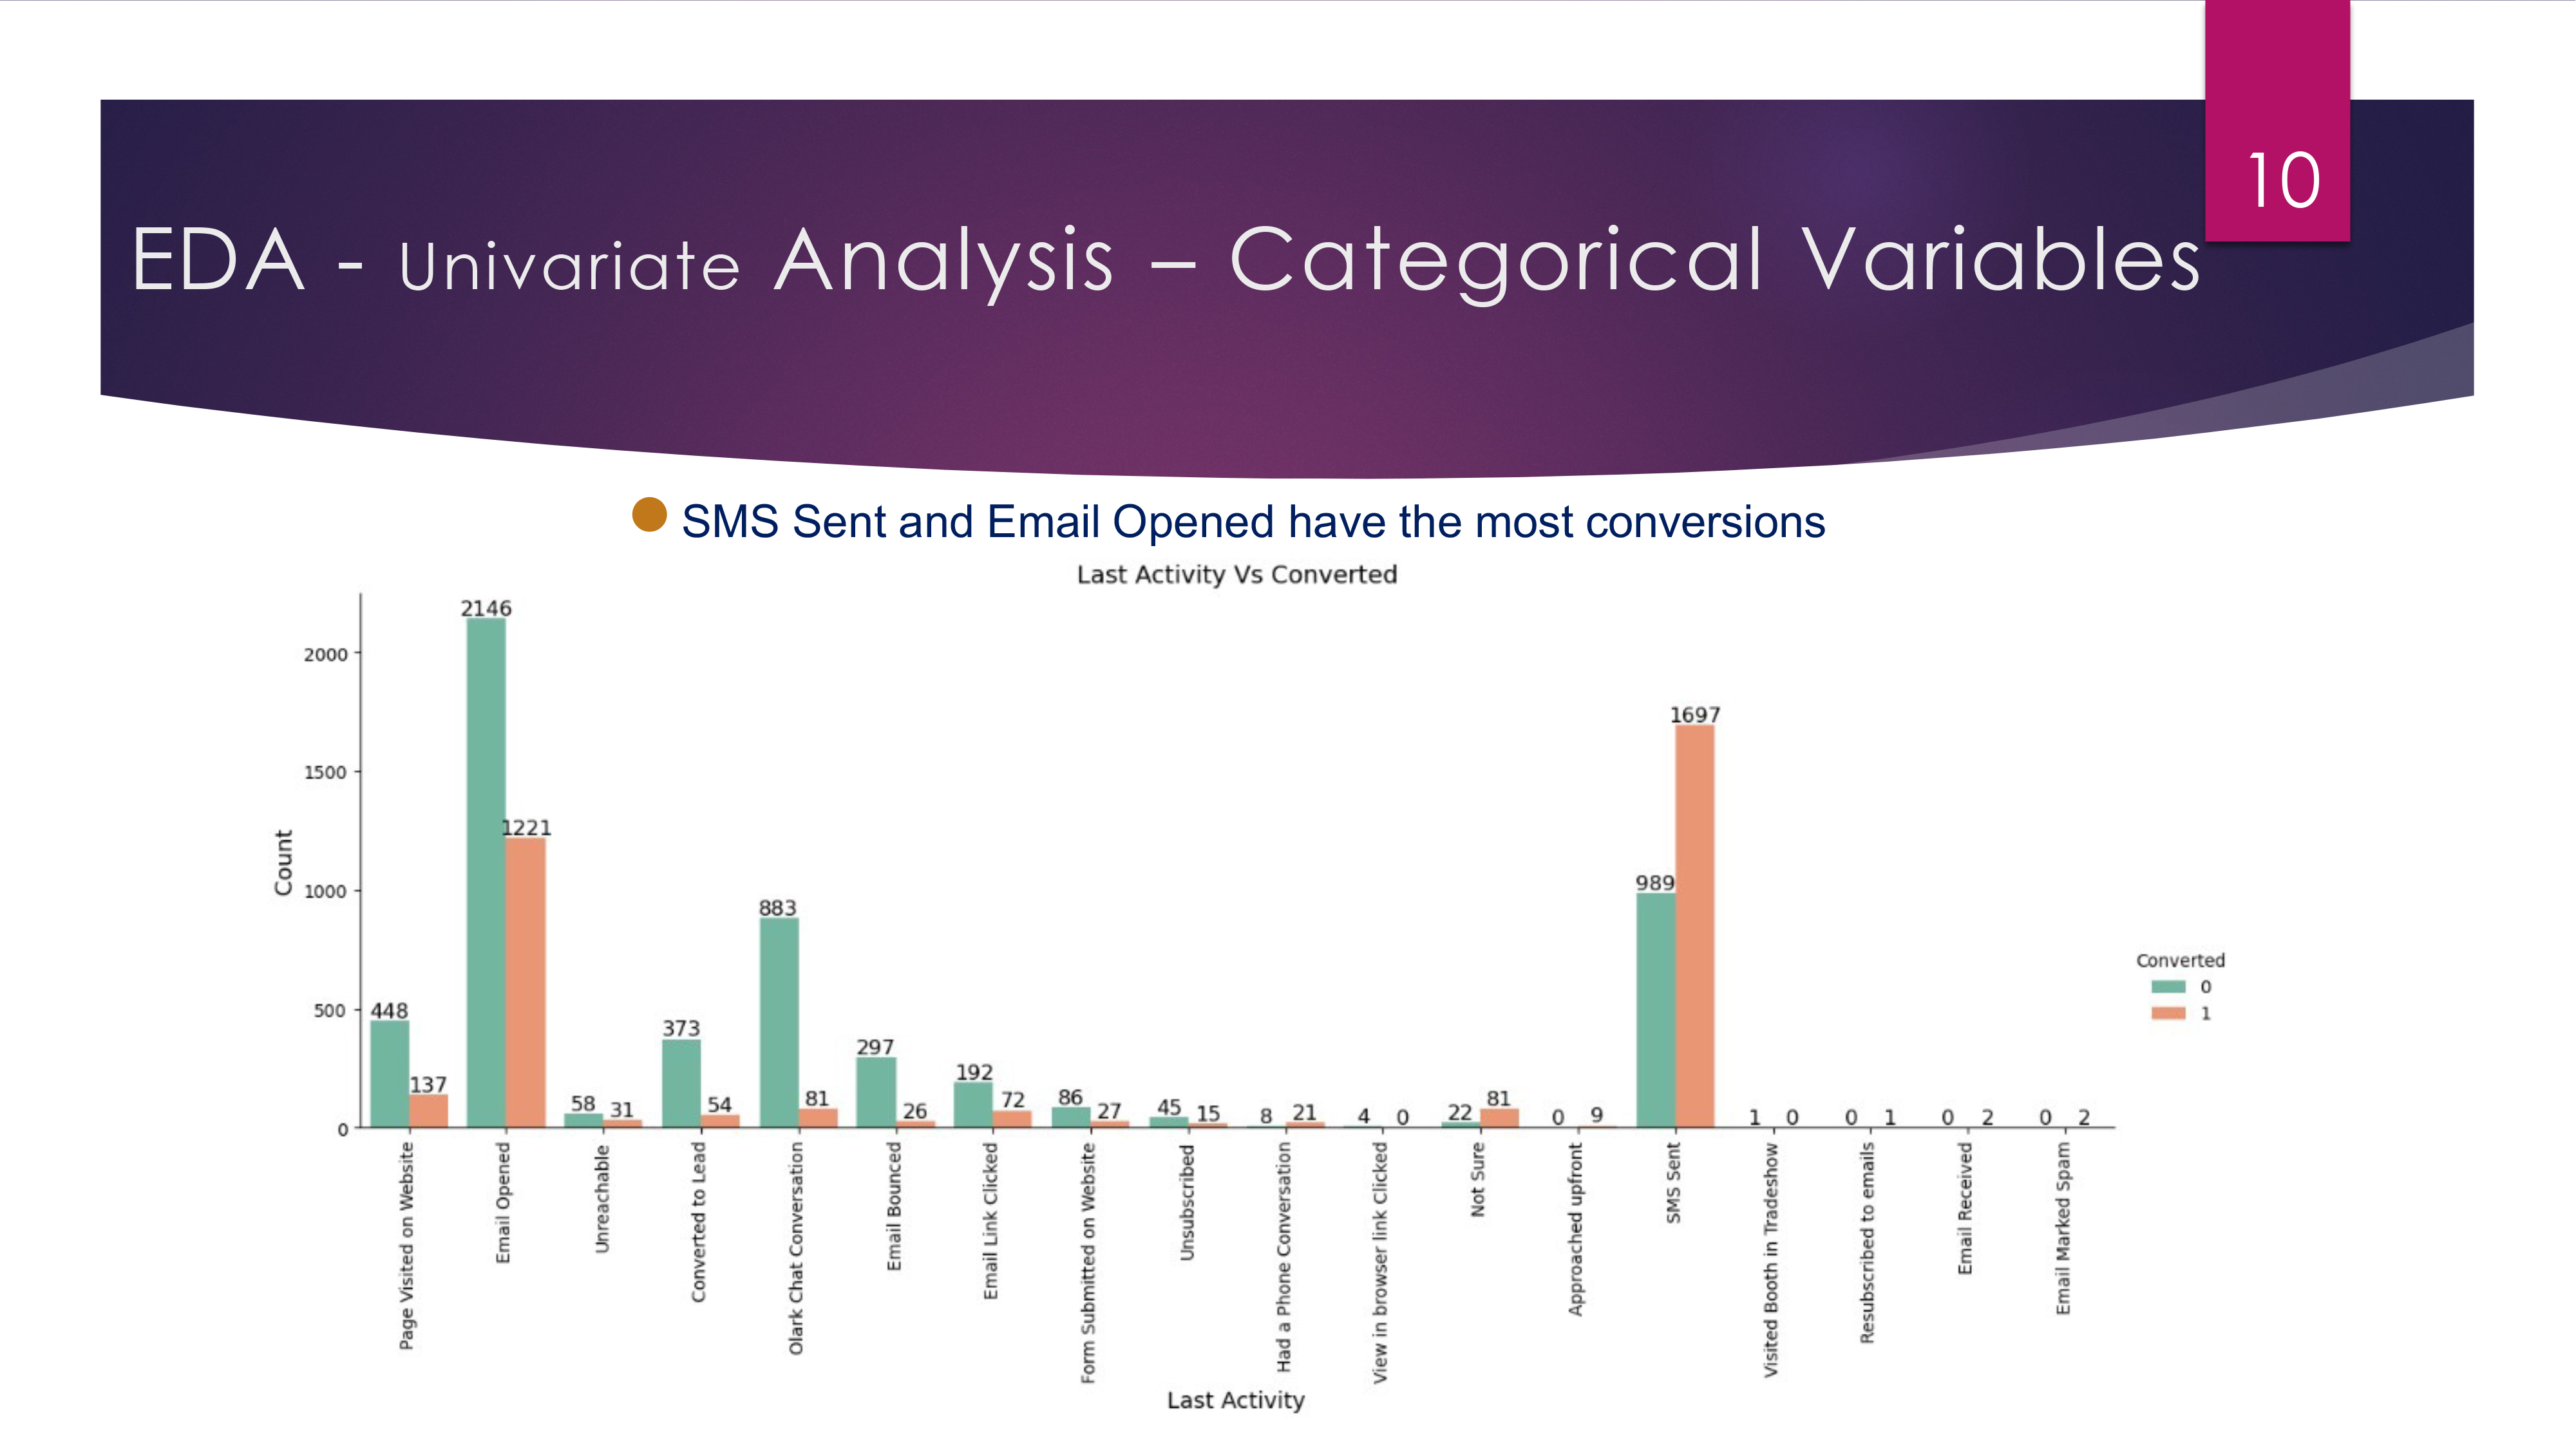 10
EDA - Univariate Analysis – Categorical Variables
SMS Sent and Email Opened have the most conversions
Last Activity Vs Converted
Count
2000
1500
1000
500
0
448
137
2146
1221
58
31
373
54
883
81
297
26
192
72
86
27
45
15
8
21
4
0
22
81
0
9
989
1697
1
0
0
1
0
2
0
2
Converted
0
1
Page Visited on Website
Email Opened
Unreachable
Converted to Lead
Olark Chat Conversation
Email Bounced
Email Link Clicked
Form Submitted on Website
Unsubscribed
Had a Phone Conversation
View in browser link Clicked
Not Sure
Approached upfront
SMS Sent
Visited Booth in Tradeshow
Resubscribed to emails
Email Received
Email Marked Spam
Last Activity